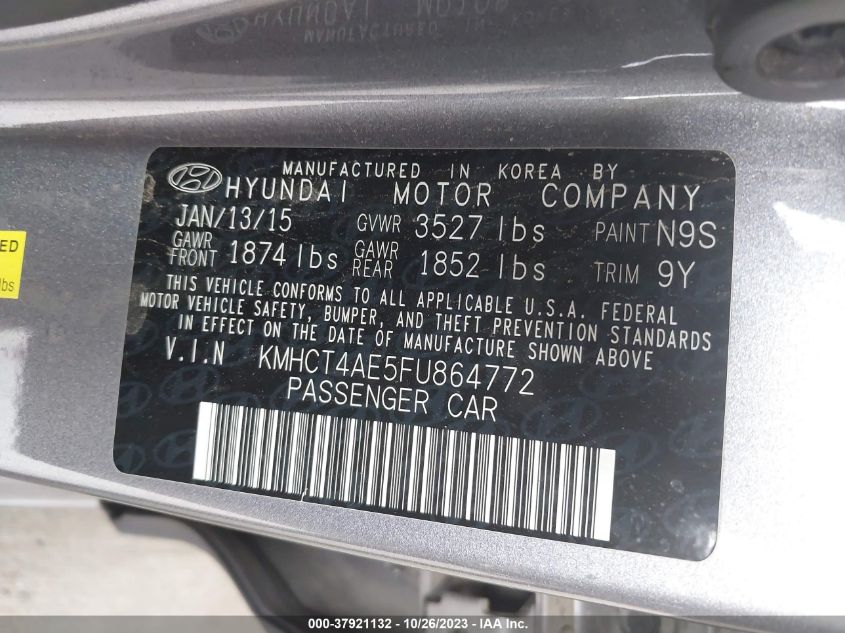 MANUFACTURED IN KOREA BY
HYUNDAI MOTOR COMPANY
JAN/13/15 GVWR 3527 lbs PAINT N9S
GAWR FRONT 1874 lbs GAWR REAR 1852 lbs TRIM 9Y
THIS VEHICLE CONFORMS TO ALL APPLICABLE U.S.A. FEDERAL
MOTOR VEHICLE SAFETY, BUMPER, AND THEFT PREVENTION STANDARDS
IN EFFECT ON THE DATE OF MANUFACTURE SHOWN ABOVE
V.I.N KMHCT4AE5FU864772
PASSENGER CAR
lbs
000-37921132 - 10/26/2023 - © IAA, Inc.